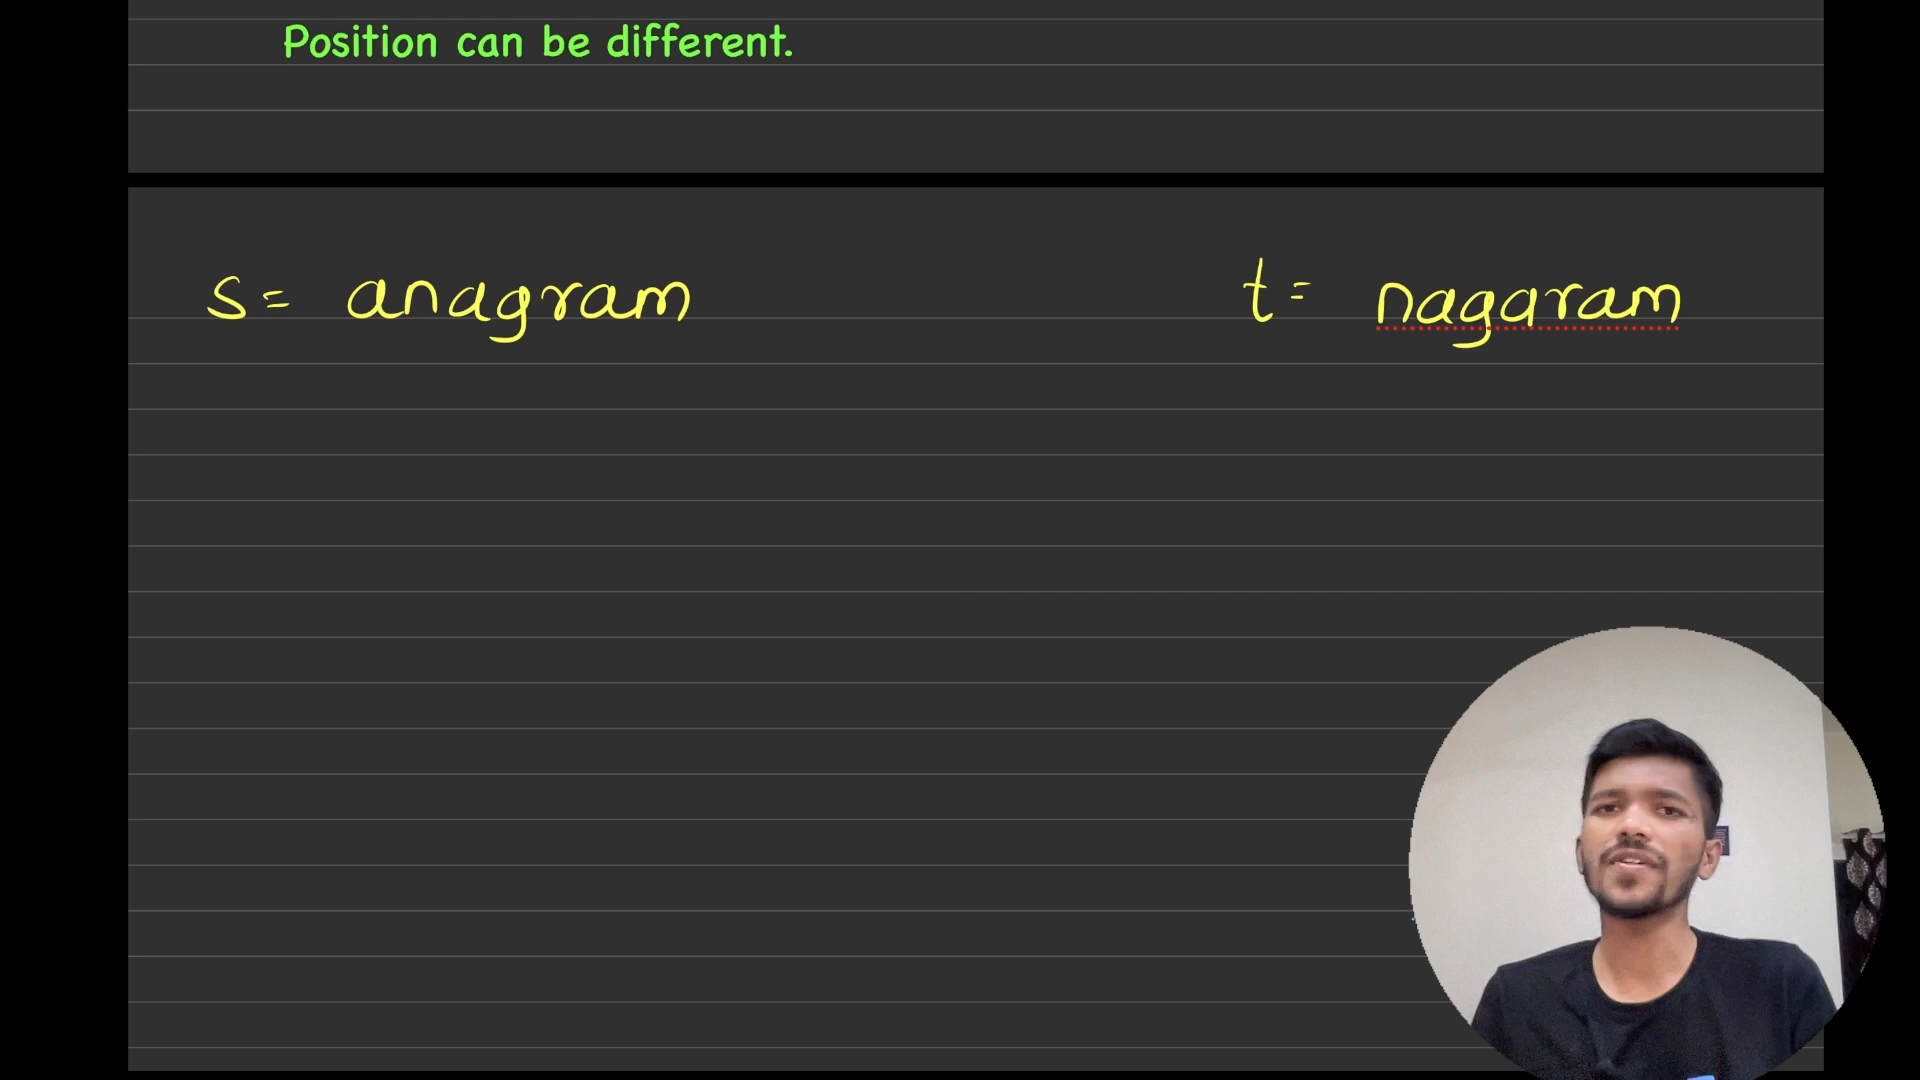 Position can be different.
s= anagram t= nagaram